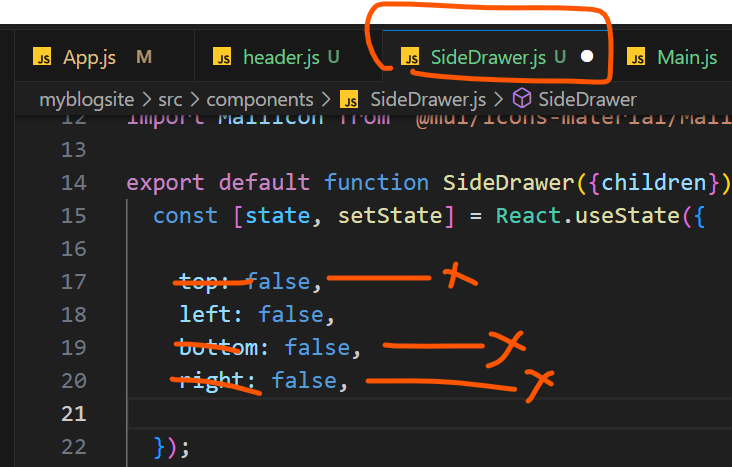 JS App.js M JS header.js U JS SideDrawer.js U JS Main.js
myblogsite > src > components > JS SideDrawer.js > SideDrawer
12 import MailIcon from '@mui/icons-material/Mail
13
14 export default function SideDrawer({children})
15 const [state, setState] = React.useState({
16
17 top: false,
18 left: false,
19 bottom: false,
20 right: false,
21
22 });